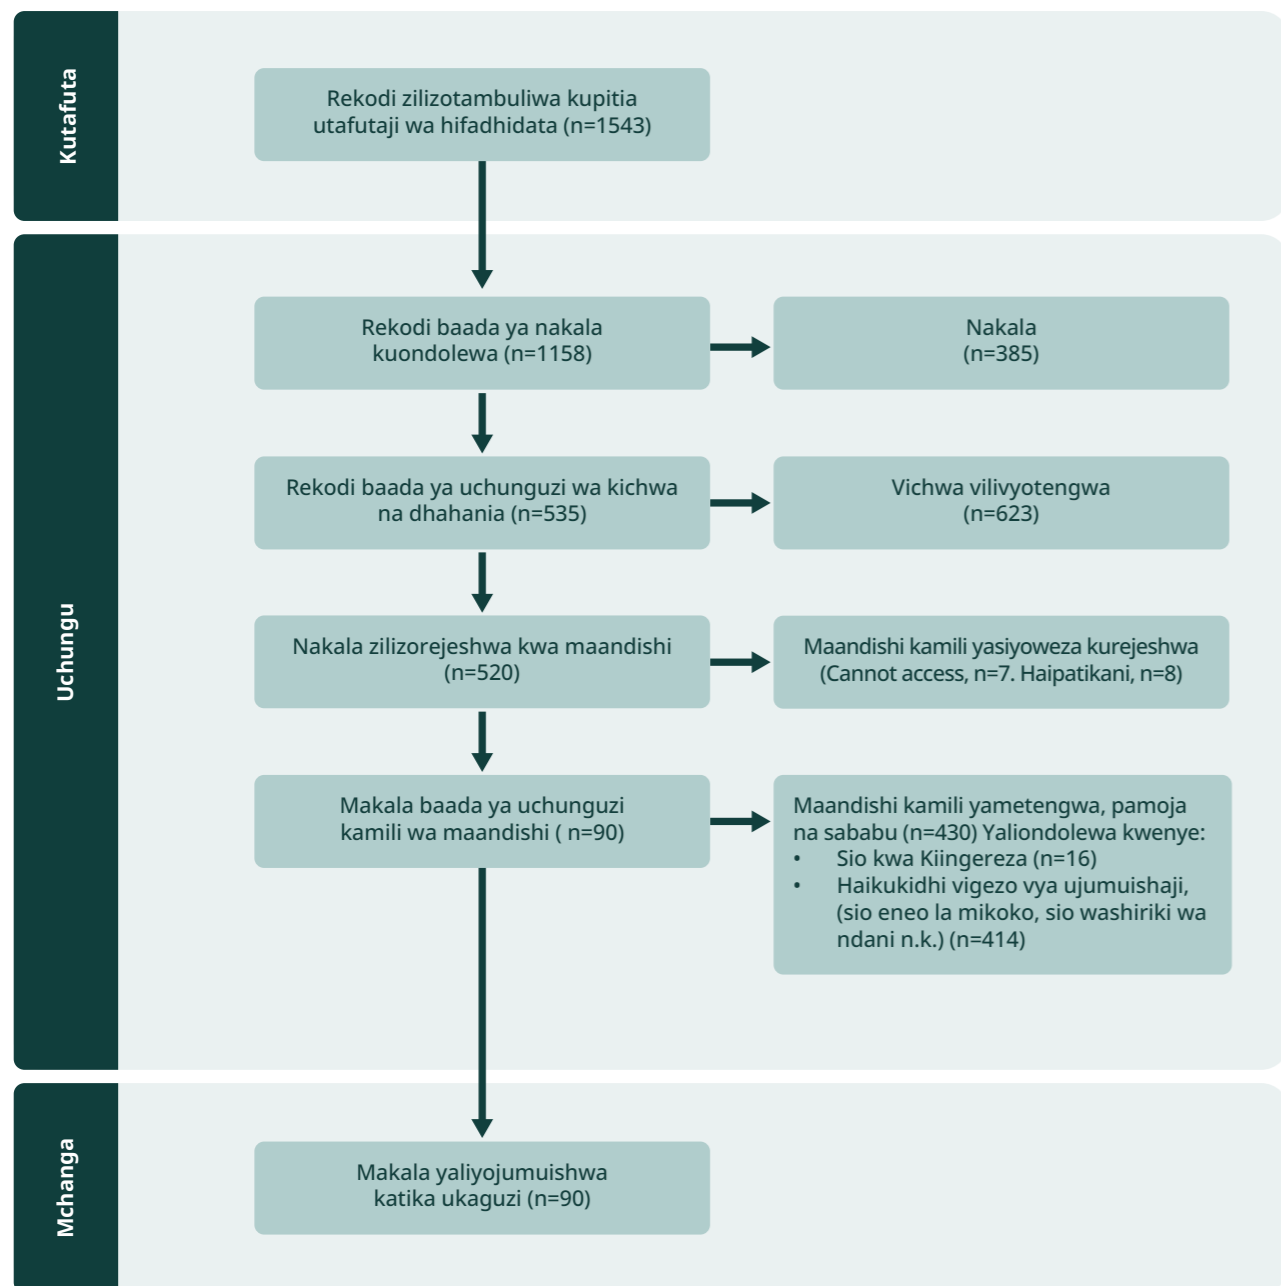 Kutafuta
Rekodi zilizotambuliwa kupitia
utafutaji wa hifadhidata (n=1543)
Uchungu
Rekodi baada ya nakala
kuondolewa (n=1158)
Nakala
(n=385)
Rekodi baada ya uchunguzi wa kichwa
na dhahania (n=535)
Vichwa vilivyotengwa
(n=623)
Nakala zilizorejeshwa kwa maandishi
(n=520)
Maandishi kamili yasiyoweza kurejeshwa
(Cannot access, n=7. Haipatikani, n=8)
Makala baada ya uchunguzi
kamili wa maandishi ( n=90)
Maandishi kamili yametengwa, pamoja
na sababu (n=430) Yaliondolewa kwenye:
• Sio kwa Kiingereza (n=16)
• Haikukidhi vigezo vya ujumuishaji,
(sio eneo la mikoko, sio washiriki wa
ndani n.k.) (n=414)
Mchanga
Makala yaliyojumuishwa
katika ukaguzi (n=90)